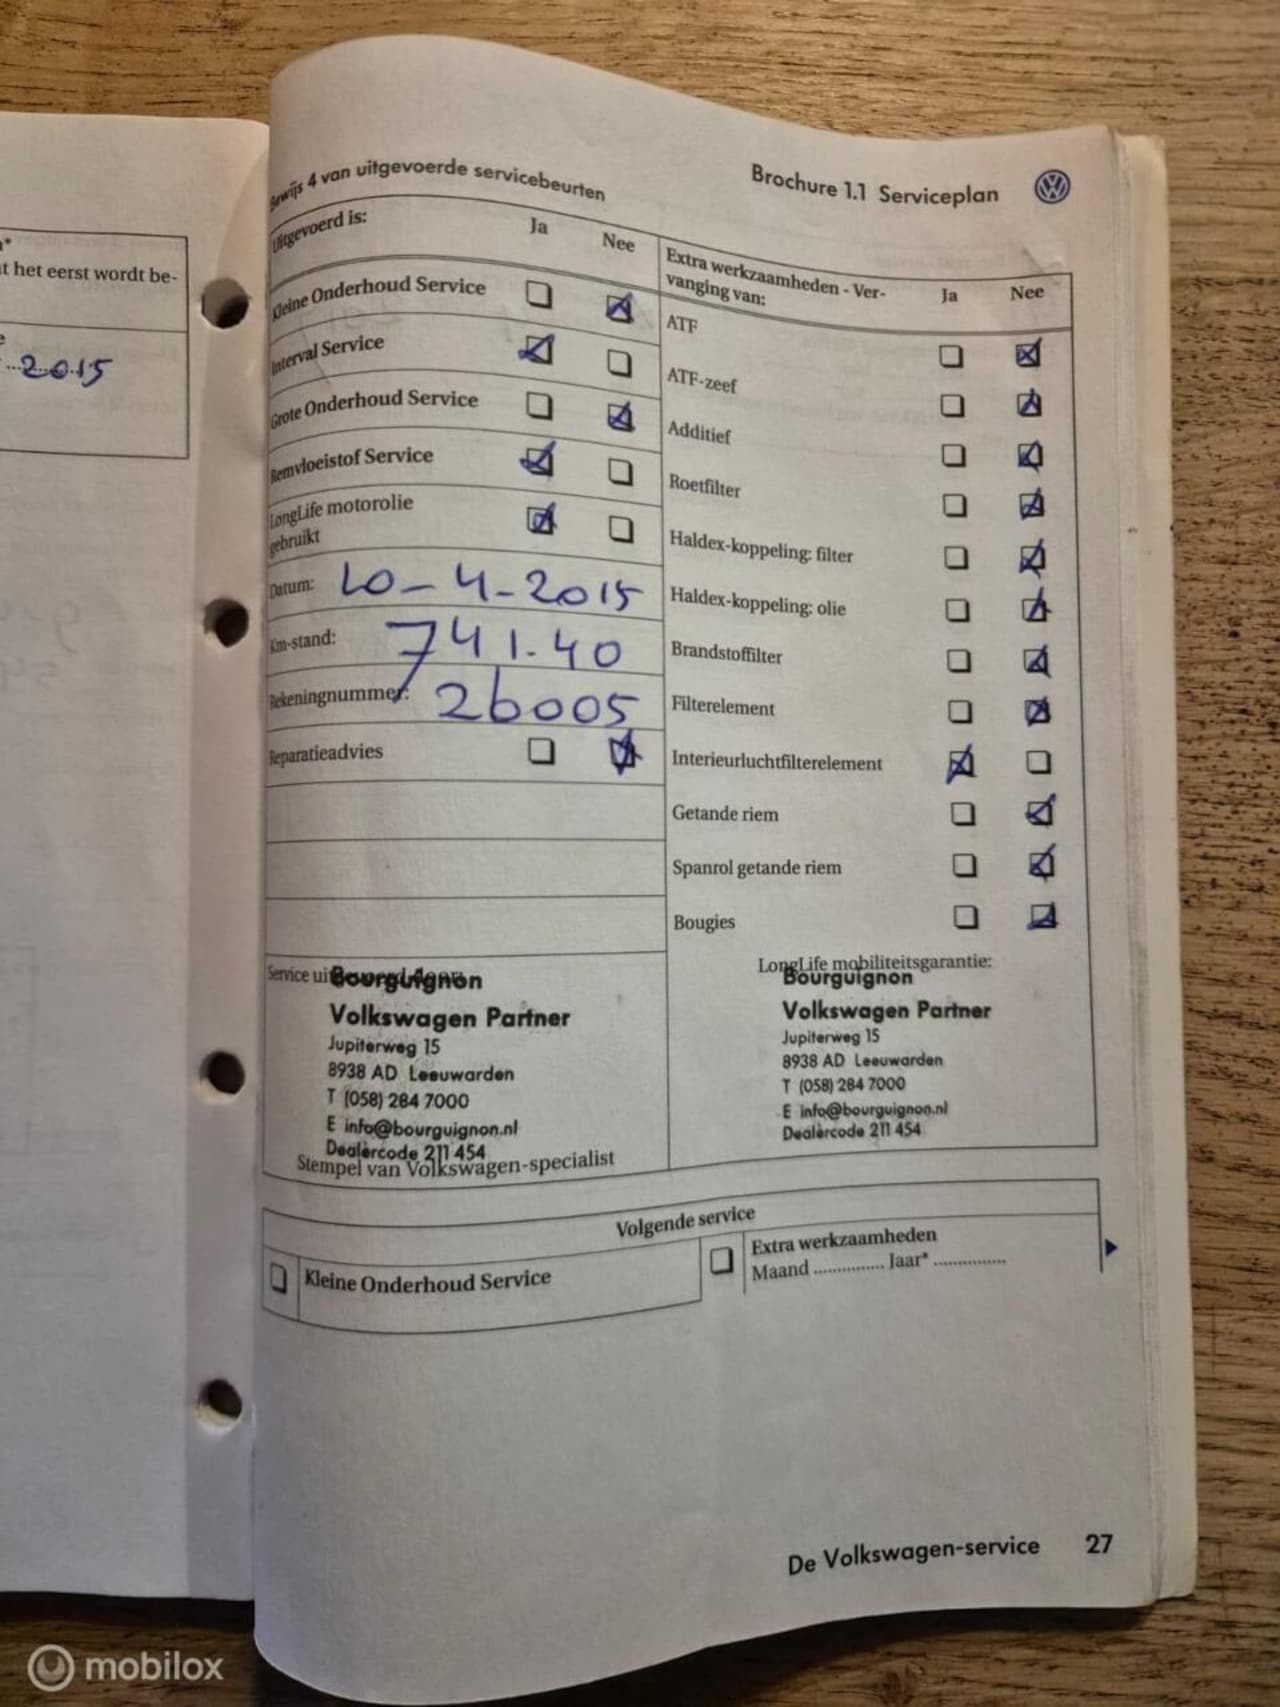 t het eerst wordt be-
2015
Bewijs 4 van uitgevoerde servicebeurten
Brochure 1.1 Serviceplan
Uitgevoerd is:
Ja
Nee
Kleine Onderhoud Service
Interval Service
Grote Onderhoud Service
Remvloeistof Service
LongLife motorolie
gebruikt
Datum: 10-4-2015
Km-stand: 741.40
Rekeningnummer: 26005
Reparatieadvies
Extra werkzaamheden - Ver-
vanging van:
Ja
Nee
ATF
ATF-zeef
Additief
Roetfilter
Haldex-koppeling: filter
Haldex-koppeling: olie
Brandstoffilter
Filterelement
Interieurluchtfilterelement
Getande riem
Spanrol getande riem
Bougies
Service
Bourguignon
Volkswagen Partner
Jupiterweg 15
8938 AD Leeuwarden
T (058) 284 7000
E info@bourguignon.nl
Dealercode 211 454
Stempel van Volkswagen-specialist
LongLife mobiliteitsgarantie:
Bourguignon
Volkswagen Partner
Jupiterweg 15
8938 AD Leeuwarden
T (058) 284 7000
E info@bourguignon.nl
Dealercode 211 454
Volgende service
Kleine Onderhoud Service
Extra werkzaamheden
Maand ............... Jaar* ...............
De Volkswagen-service 27
mobilox